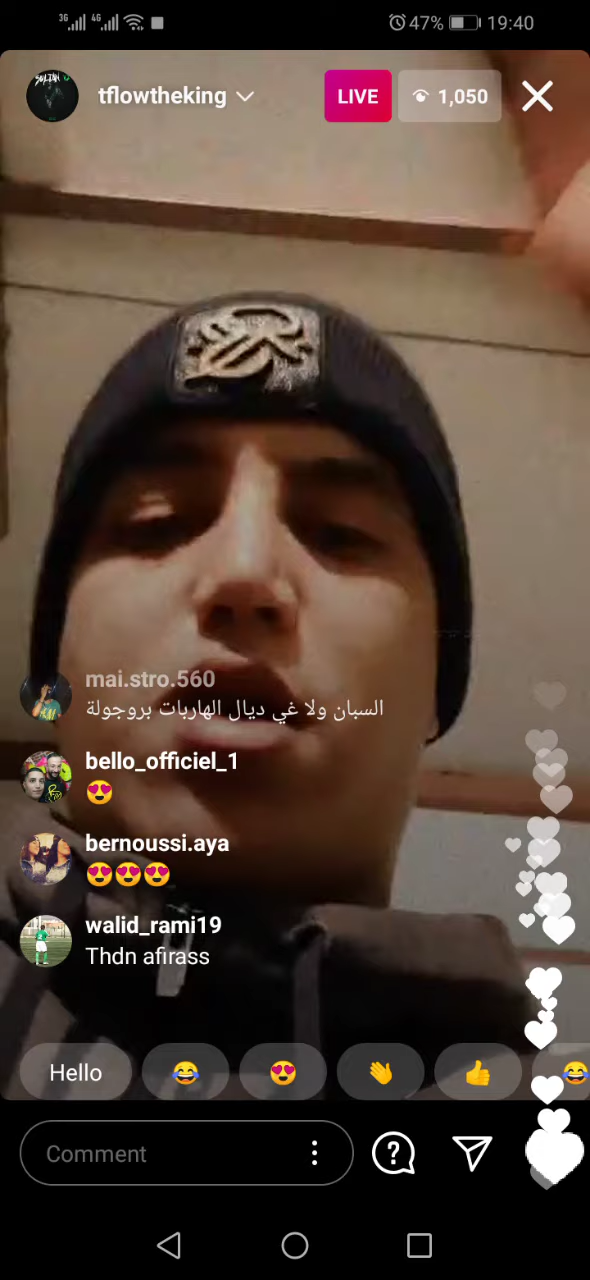 3G 4G 47% 19:40
SULTAN
tflowtheking LIVE 1,050
mai.stro.560
السبان ولا غي ديال الهاربات بروجولة
bello_officiel_1
😍
bernoussi.aya
😍😍😍
walid_rami19
Thdn afirass
Hello 😂 😍 👋 👍 😂
Comment